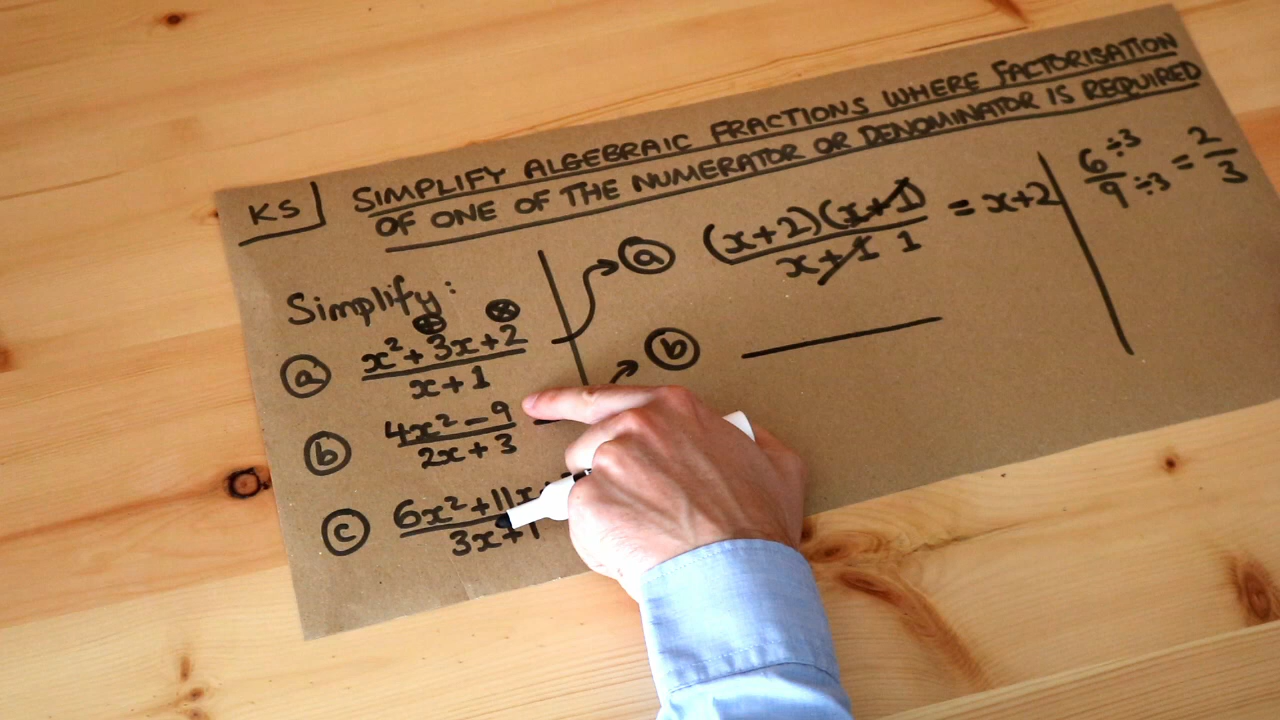 KS
SIMPLIFY ALGEBRAIC FRACTIONS WHERE FACTORISATION
OF ONE OF THE NUMERATOR OR DENOMINATOR IS REQUIRED
Simplify:
⊕ ⊗
(a) x² + 3x + 2
x + 1
(b) 4x² - 9
2x + 3
(c) 6x² + 11x
3x + 1
(a) (x+2)(x+1) = x+2
x+1 1
(b)
6 ÷3 = 2
9 ÷3 3